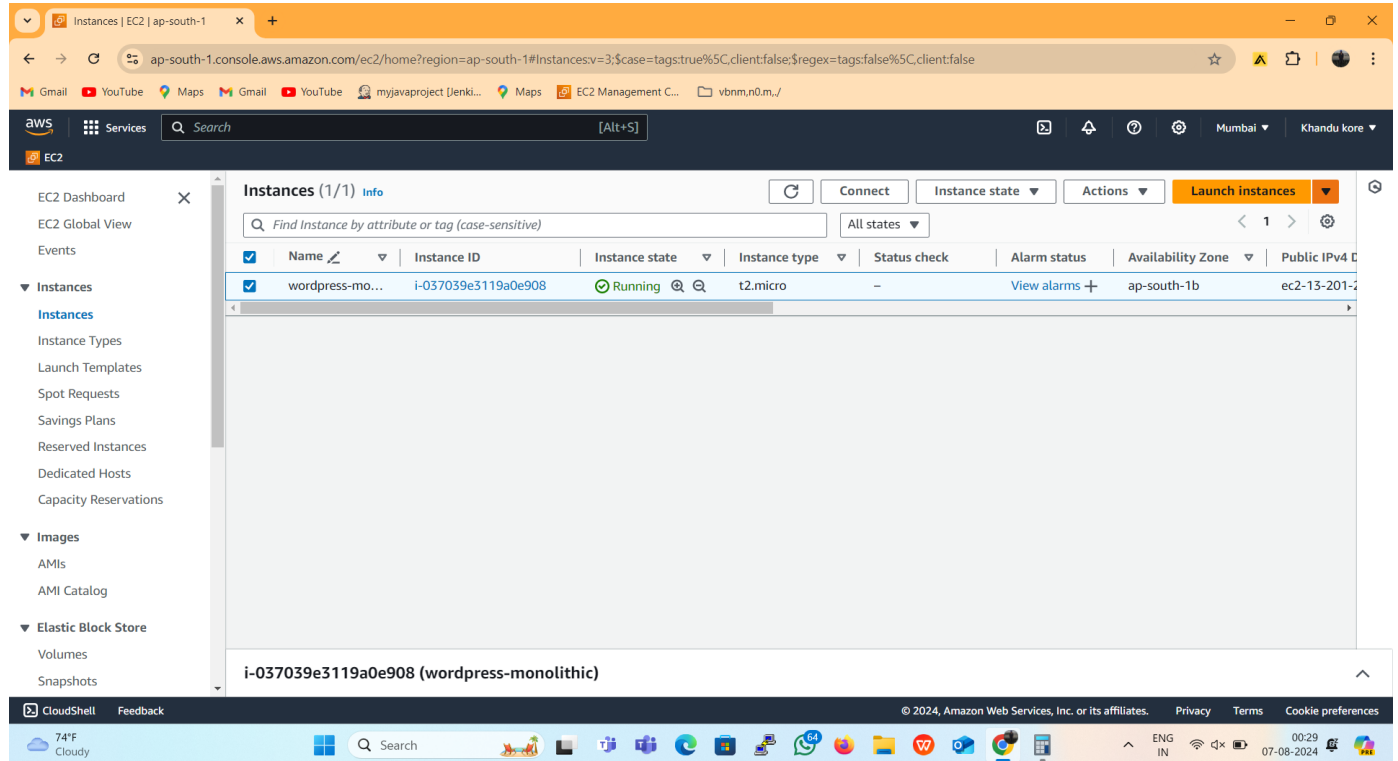 Instances | EC2 | ap-south-1
ap-south-1.console.aws.amazon.com/ec2/home?region=ap-south-1#Instances:v=3;$case=tags:true%5C,client:false;$regex=tags:false%5C,client:false
Gmail YouTube Maps Gmail YouTube myjavaproject [Jenki... Maps EC2 Management C... vbnm,n0.m,./
aws Services Search [Alt+S] Mumbai Khandu kore
EC2
EC2 Dashboard
EC2 Global View
Events
Instances
Instances
Instance Types
Launch Templates
Spot Requests
Savings Plans
Reserved Instances
Dedicated Hosts
Capacity Reservations
Images
AMIs
AMI Catalog
Elastic Block Store
Volumes
Snapshots
Instances (1/1) Info Connect Instance state Actions Launch instances
Find Instance by attribute or tag (case-sensitive) All states 1
Name Instance ID Instance state Instance type Status check Alarm status Availability Zone Public IPv4 D
wordpress-mo... i-037039e3119a0e908 Running t2.micro – View alarms + ap-south-1b ec2-13-201-2
i-037039e3119a0e908 (wordpress-monolithic)
CloudShell Feedback © 2024, Amazon Web Services, Inc. or its affiliates. Privacy Terms Cookie preferences
74°F
Cloudy
Search
64
ENG
IN
00:29
07-08-2024
PRE